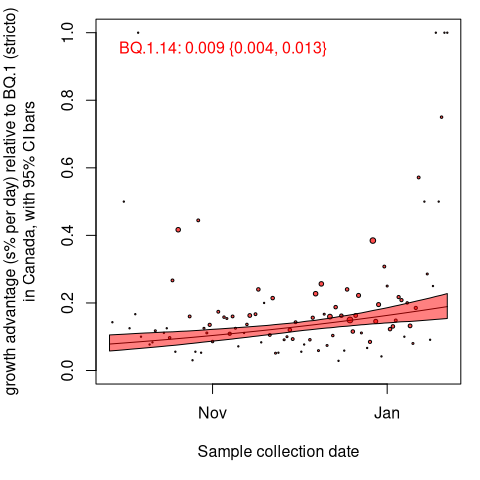 growth advantage (s% per day) relative to BQ.1 (stricto)
in Canada, with 95% CI bars
BQ.1.14: 0.009 {0.004, 0.013}
1.0
0.8
0.6
0.4
0.2
0.0
Nov
Jan
Sample collection date